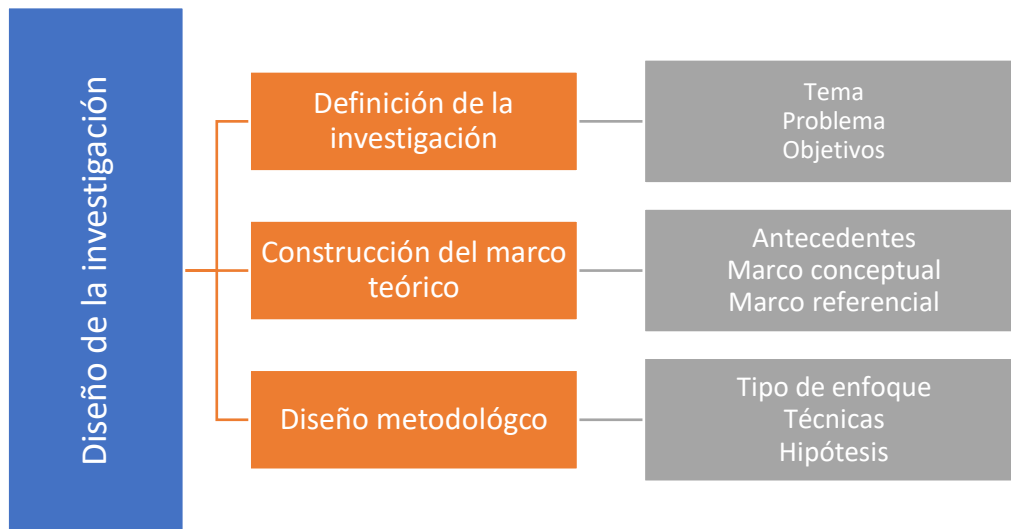 Diseño de la investigación
Definición de la
investigación
Tema
Problema
Objetivos
Construcción del marco
teórico
Antecedentes
Marco conceptual
Marco referencial
Diseño metodológco
Tipo de enfoque
Técnicas
Hipótesis